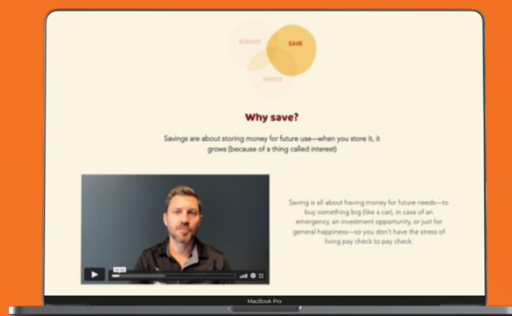 BUDGET
SAVE
INVEST
Why save?
Savings are about storing money for future use—when you store it, it
grows (because of a thing called interest)
Saving is all about having money for future needs—to
buy something big (like a car), in case of an
emergency, an investment opportunity, or just for
general happiness—so you don't have the stress of
living pay check to pay check.
MacBook Pro